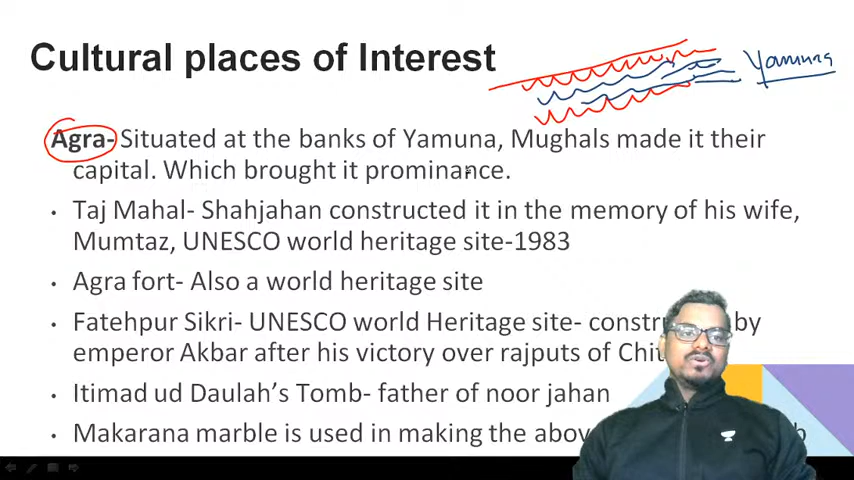 Cultural places of Interest
Yamuna
Agra- Situated at the banks of Yamuna, Mughals made it their
capital. Which brought it prominance.
• Taj Mahal- Shahjahan constructed it in the memory of his wife,
Mumtaz, UNESCO world heritage site-1983
• Agra fort- Also a world heritage site
• Fatehpur Sikri- UNESCO world Heritage site- by
emperor Akbar after his victory over rajputs of
• Itimad ud Daulah's Tomb- father of noor jahan
• Makarana marble is used in making the